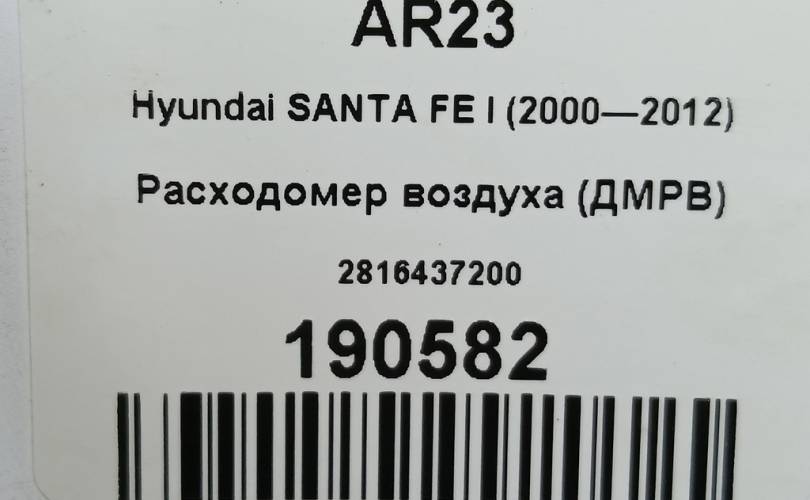 AR23
Hyundai SANTA FE I (2000—2012)
Расходомер воздуха (ДМРВ)
2816437200
190582